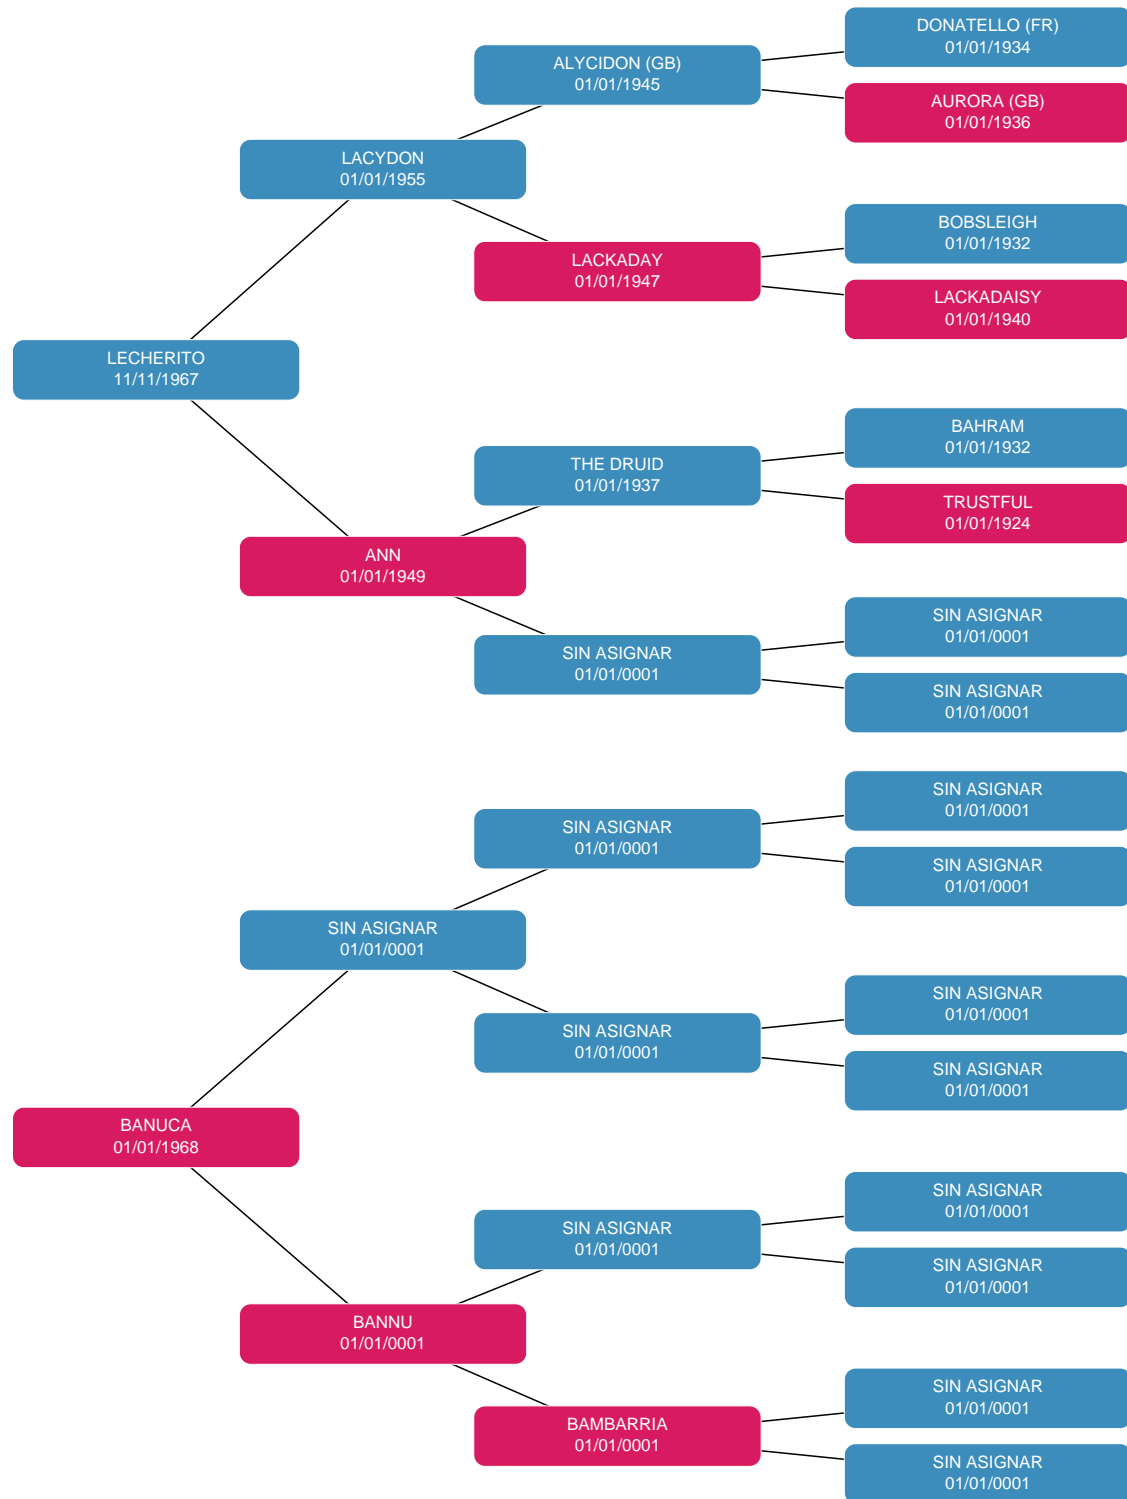 DONATELLO (FR)
01/01/1934
ALYCIDON (GB)
01/01/1945
AURORA (GB)
01/01/1936
LACYDON
01/01/1955
BOBSLEIGH
01/01/1932
LACKADAY
01/01/1947
LACKADAISY
01/01/1940
LECHERITO
11/11/1967
BAHRAM
01/01/1932
THE DRUID
01/01/1937
TRUSTFUL
01/01/1924
ANN
01/01/1949
SIN ASIGNAR
01/01/0001
SIN ASIGNAR
01/01/0001
SIN ASIGNAR
01/01/0001
SIN ASIGNAR
01/01/0001
SIN ASIGNAR
01/01/0001
SIN ASIGNAR
01/01/0001
SIN ASIGNAR
01/01/0001
SIN ASIGNAR
01/01/0001
SIN ASIGNAR
01/01/0001
SIN ASIGNAR
01/01/0001
BANUCA
01/01/1968
SIN ASIGNAR
01/01/0001
SIN ASIGNAR
01/01/0001
SIN ASIGNAR
01/01/0001
BANNU
01/01/0001
SIN ASIGNAR
01/01/0001
BAMBARRIA
01/01/0001
SIN ASIGNAR
01/01/0001